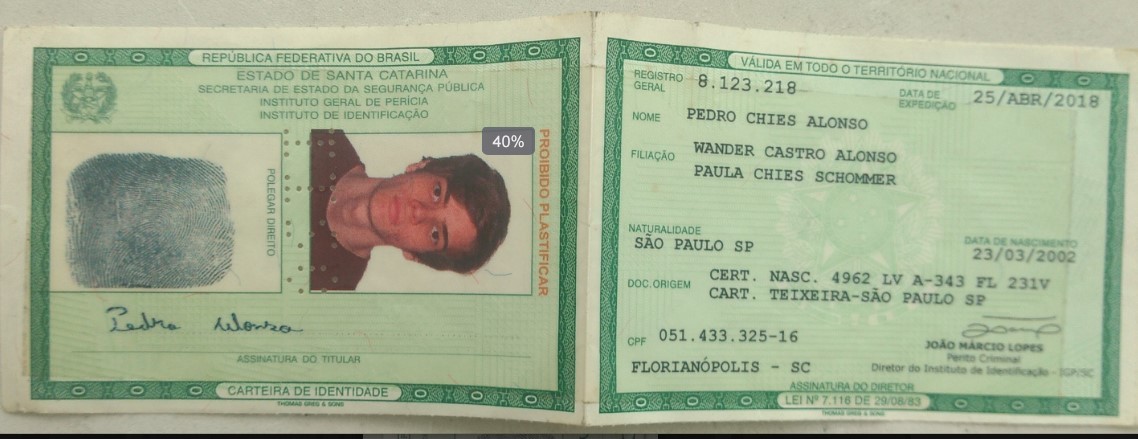 REPÚBLICA FEDERATIVA DO BRASIL
ESTADO DE SANTA CATARINA
SECRETARIA DE ESTADO DA SEGURANÇA PÚBLICA
INSTITUTO GERAL DE PERÍCIA
INSTITUTO DE IDENTIFICAÇÃO
POLEGAR DIREITO
40%
PROIBIDO PLASTIFICAR
Pedro Alonso
ASSINATURA DO TITULAR
CARTEIRA DE IDENTIDADE
THOMAS GREG & SONS
VÁLIDA EM TODO O TERRITÓRIO NACIONAL
REGISTRO GERAL 8.123.218 DATA DE EXPEDIÇÃO 25/ABR/2018
NOME PEDRO CHIES ALONSO
FILIAÇÃO WANDER CASTRO ALONSO
PAULA CHIES SCHOMMER
NATURALIDADE DATA DE NASCIMENTO
SÃO PAULO SP 23/03/2002
DOC.ORIGEM CERT. NASC. 4962 LV A-343 FL 231V
CART. TEIXEIRA-SÃO PAULO SP
CPF 051.433.325-16
JOÃO MÁRCIO LOPES
Perito Criminal
FLORIANÓPOLIS - SC Diretor do Instituto de Identificação - IGP/SC
ASSINATURA DO DIRETOR
LEI Nº 7.116 DE 29/08/83
THOMAS GREG & SONS